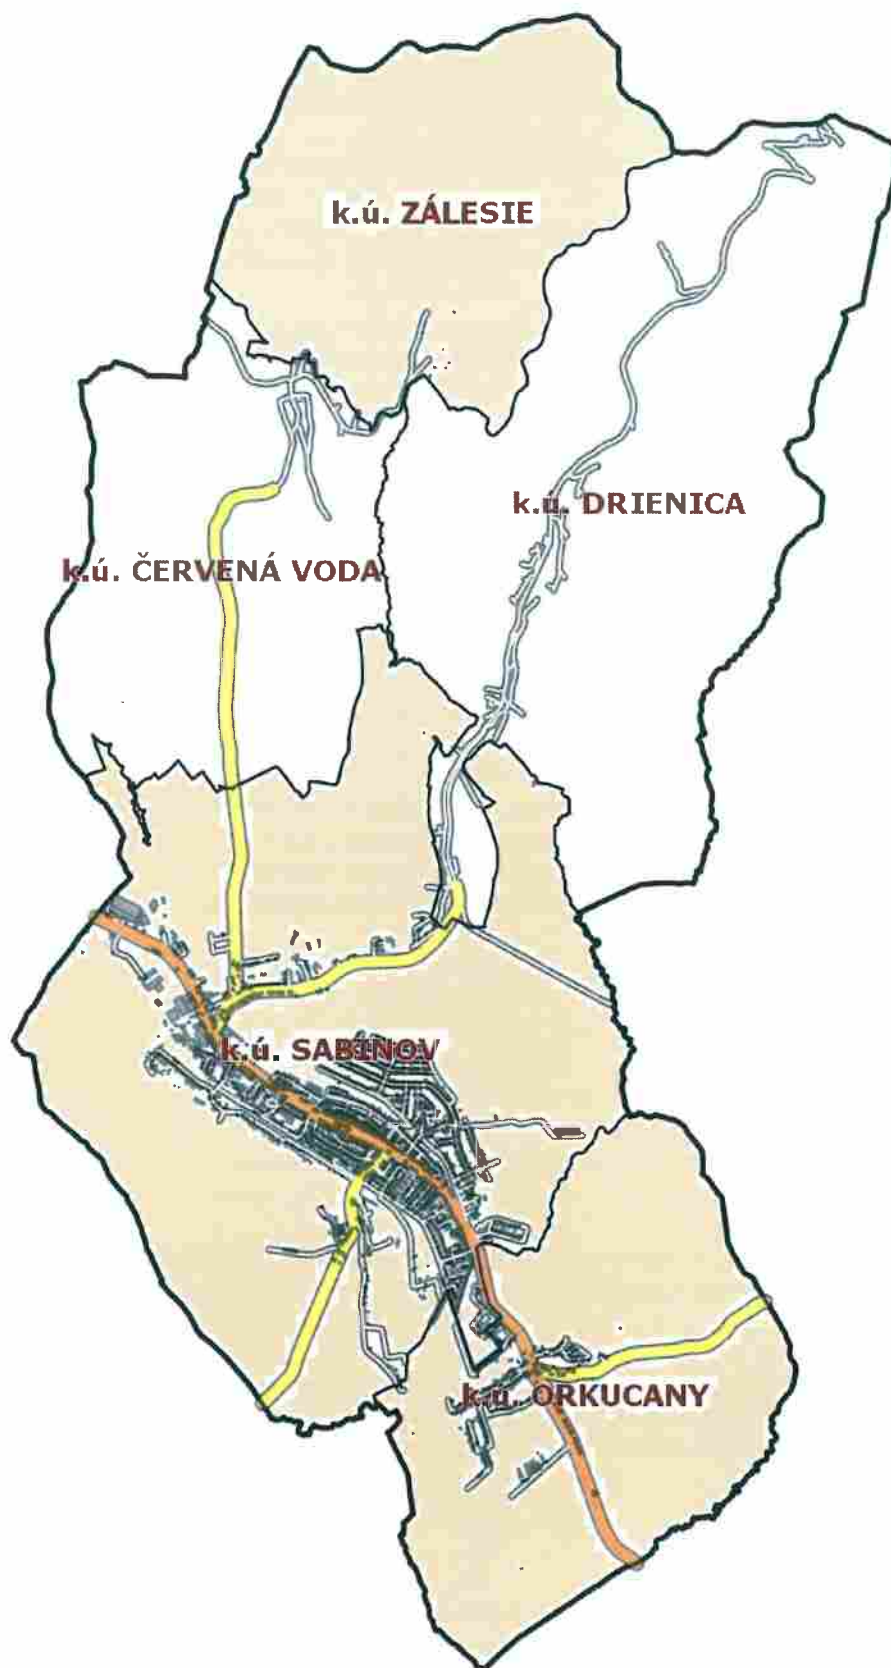 k.ú. ZÁLESIE
k.ú. DRIENICA
k.ú. ČERVENÁ VODA
k.ú. SABINOV
k.ú. ORKUCANY